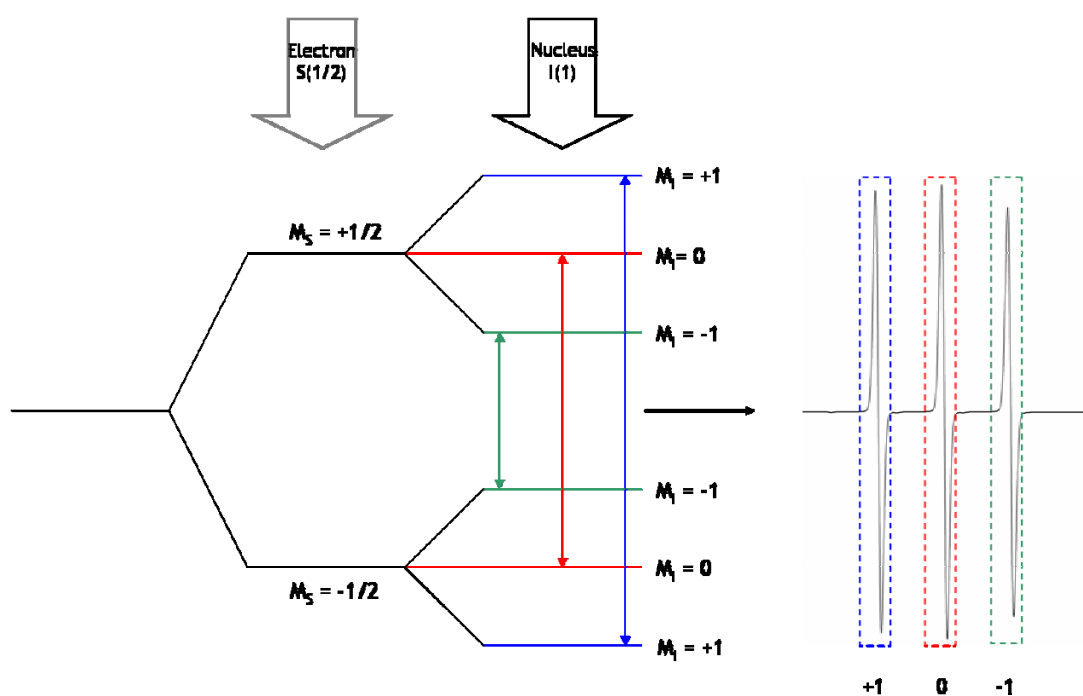 Electron
S(1/2)
Nucleus
I(1)
M_I = +1
M_S = +1/2
M_I = 0
M_I = -1
M_I = -1
M_I = 0
M_S = -1/2
M_I = +1
+1 0 -1